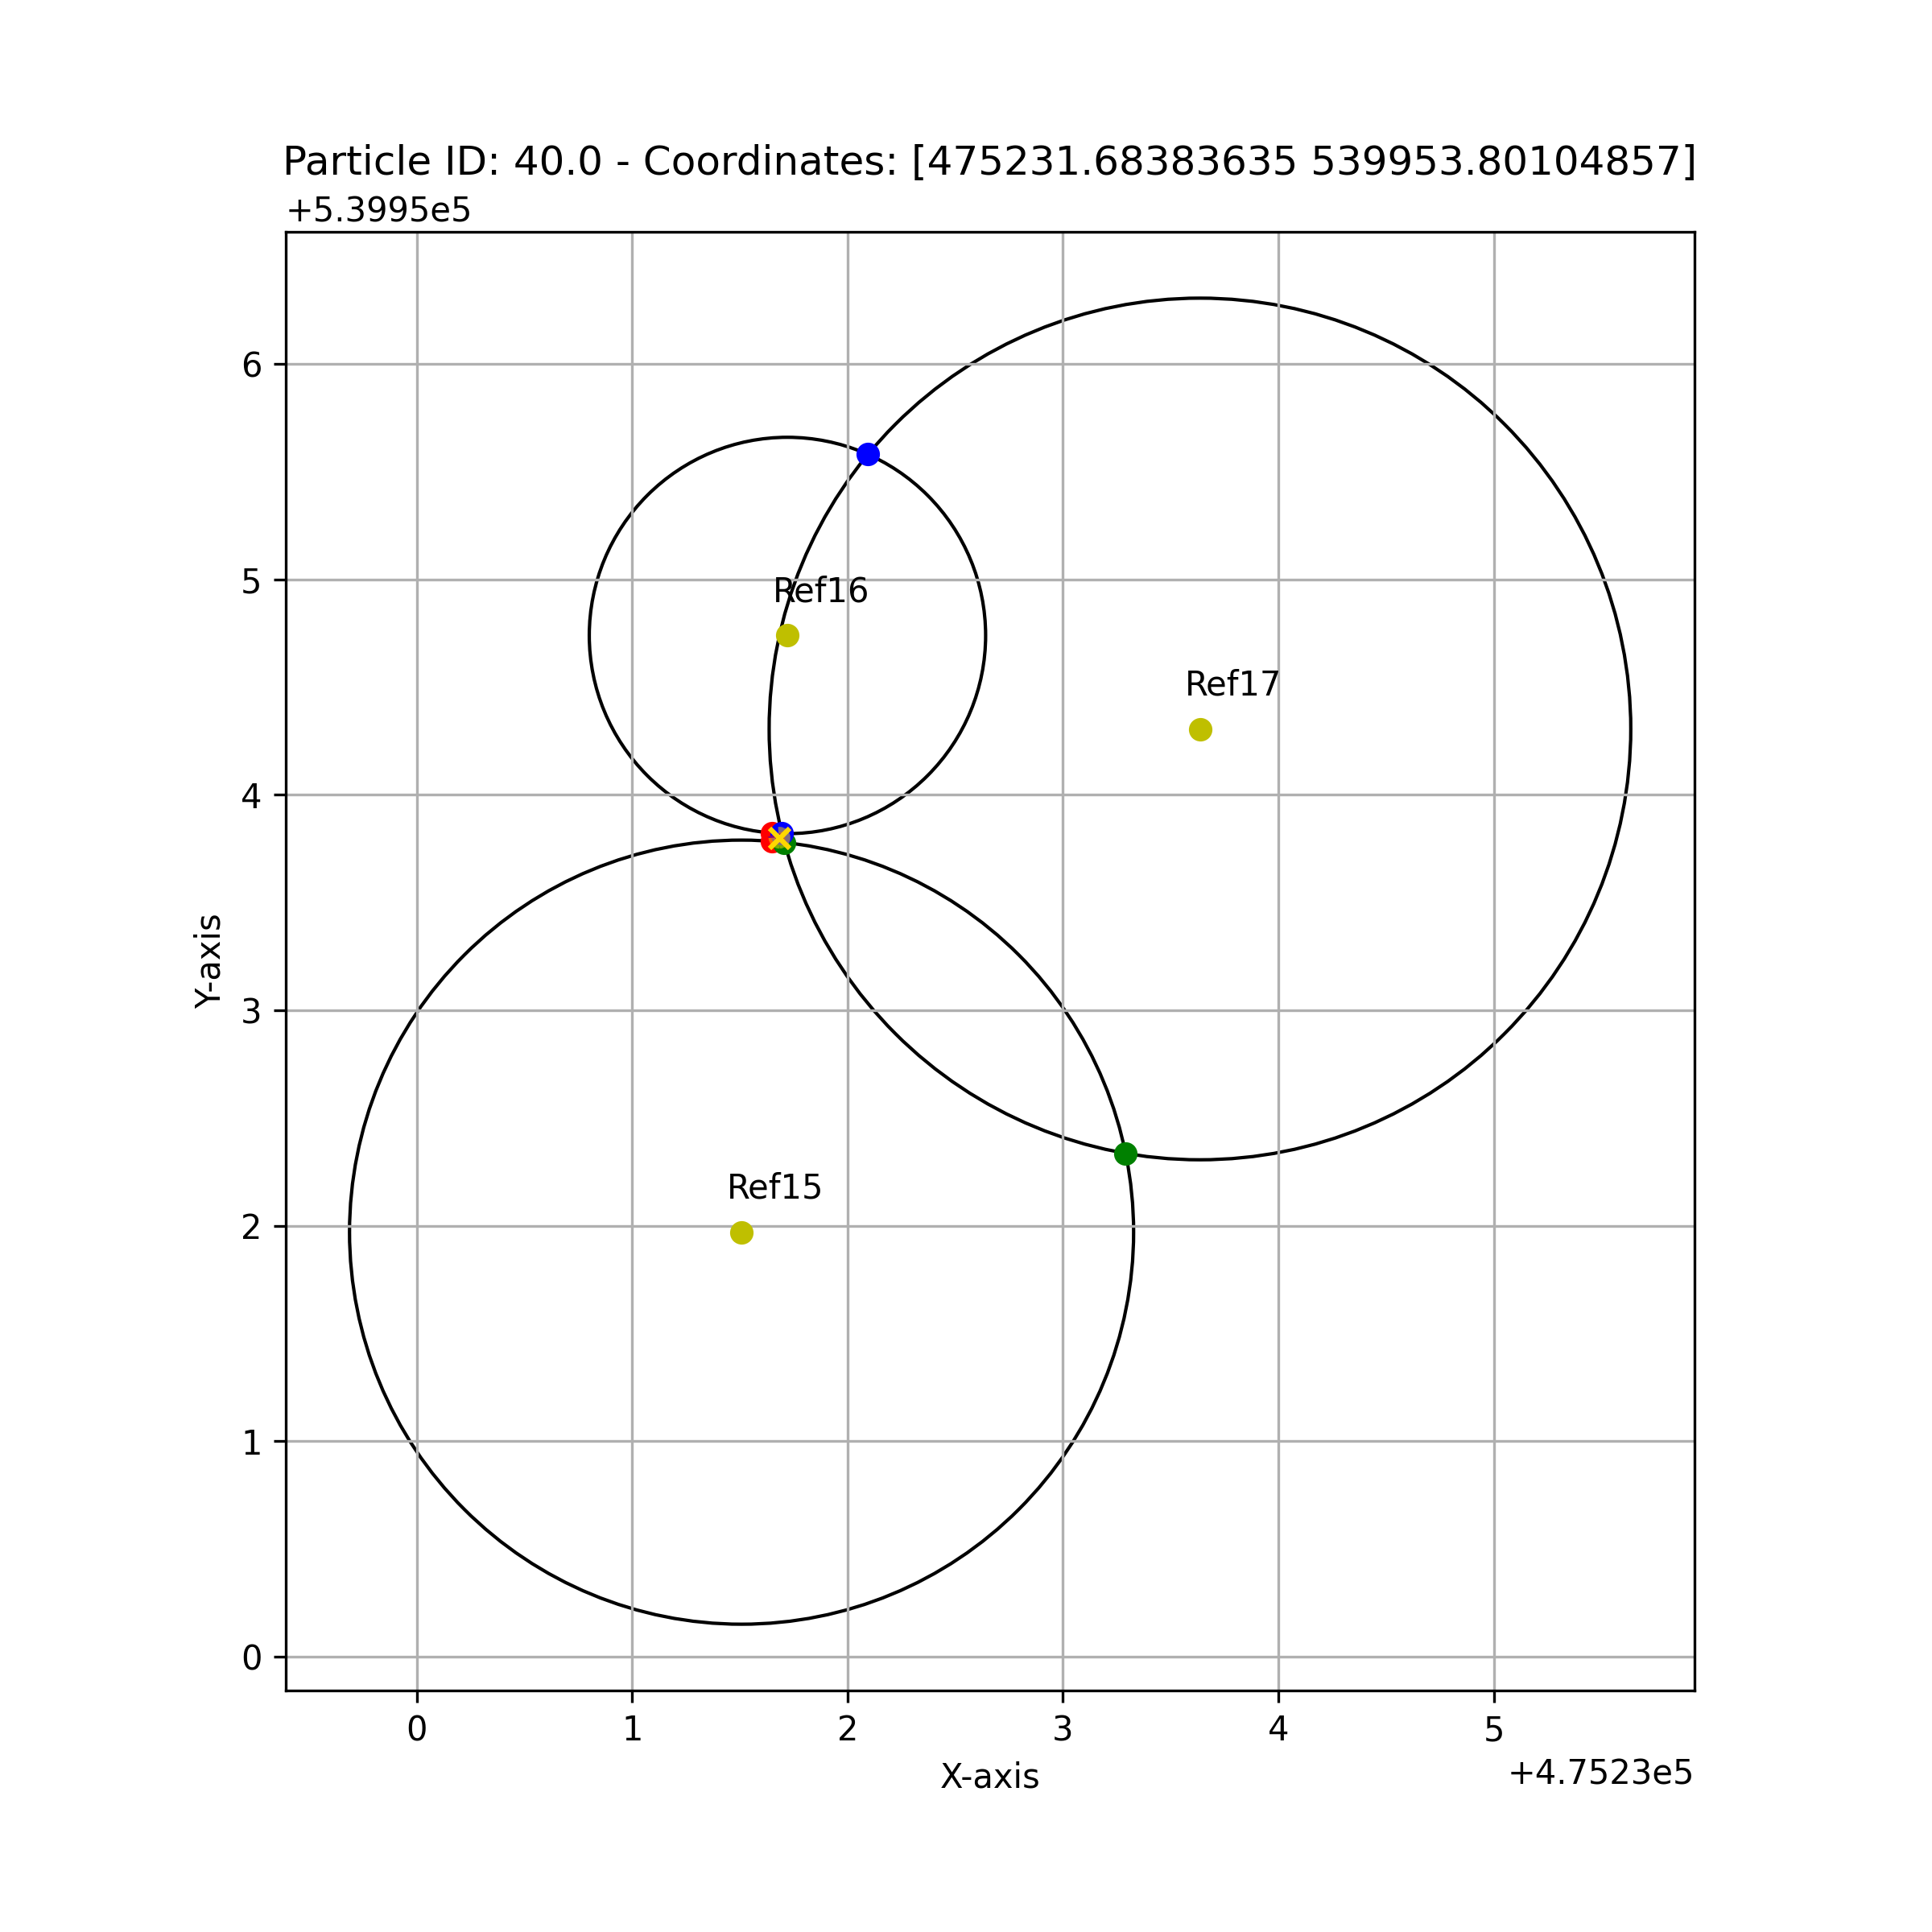 Particle ID: 40.0 - Coordinates: [475231.68383635 539953.80104857]
+5.3995e5
6
5
Ref16
Ref17
4
Y-axis
3
Ref15
2
1
0
0 1 2 3 4 5
X-axis
+4.7523e5